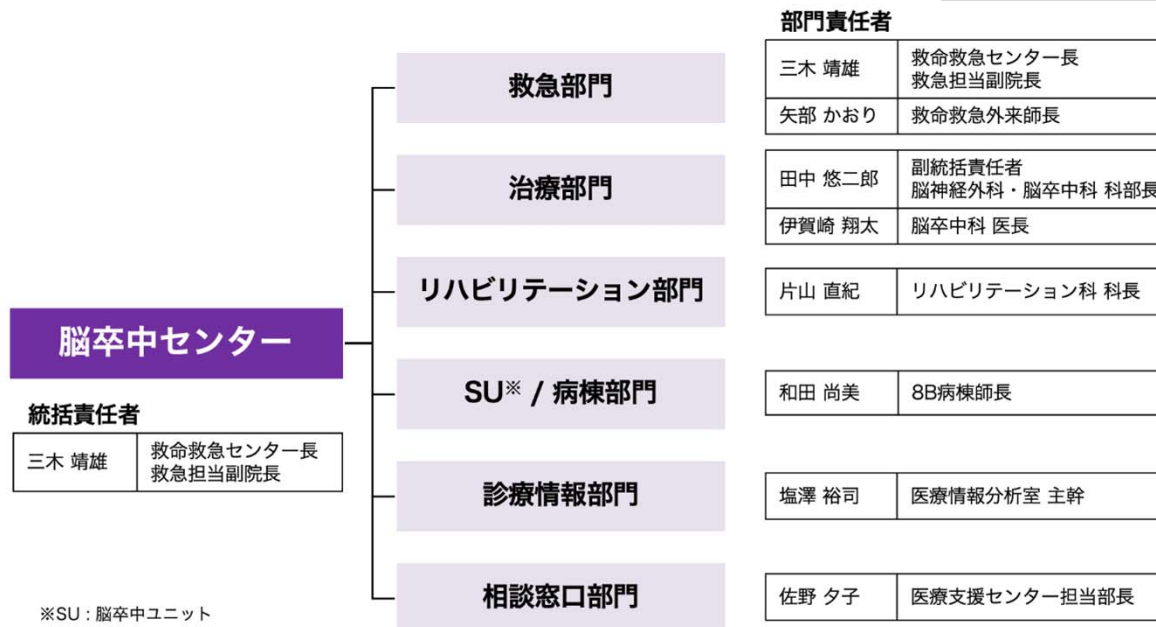 部門責任者
救急部門
三木 靖雄
救命救急センター長
救急担当副院長
矢部 かおり
救命救急外来師長
治療部門
田中 悠二郎
副統括責任者
脳神経外科・脳卒中科 科部長
伊賀崎 翔太
脳卒中科 医長
リハビリテーション部門
片山 直紀
リハビリテーション科 科長
脳卒中センター
統括責任者
三木 靖雄
救命救急センター長
救急担当副院長
SU※ / 病棟部門
和田 尚美
8B病棟師長
診療情報部門
塩澤 裕司
医療情報分析室 主幹
相談窓口部門
佐野 夕子
医療支援センター担当部長
※SU：脳卒中ユニット